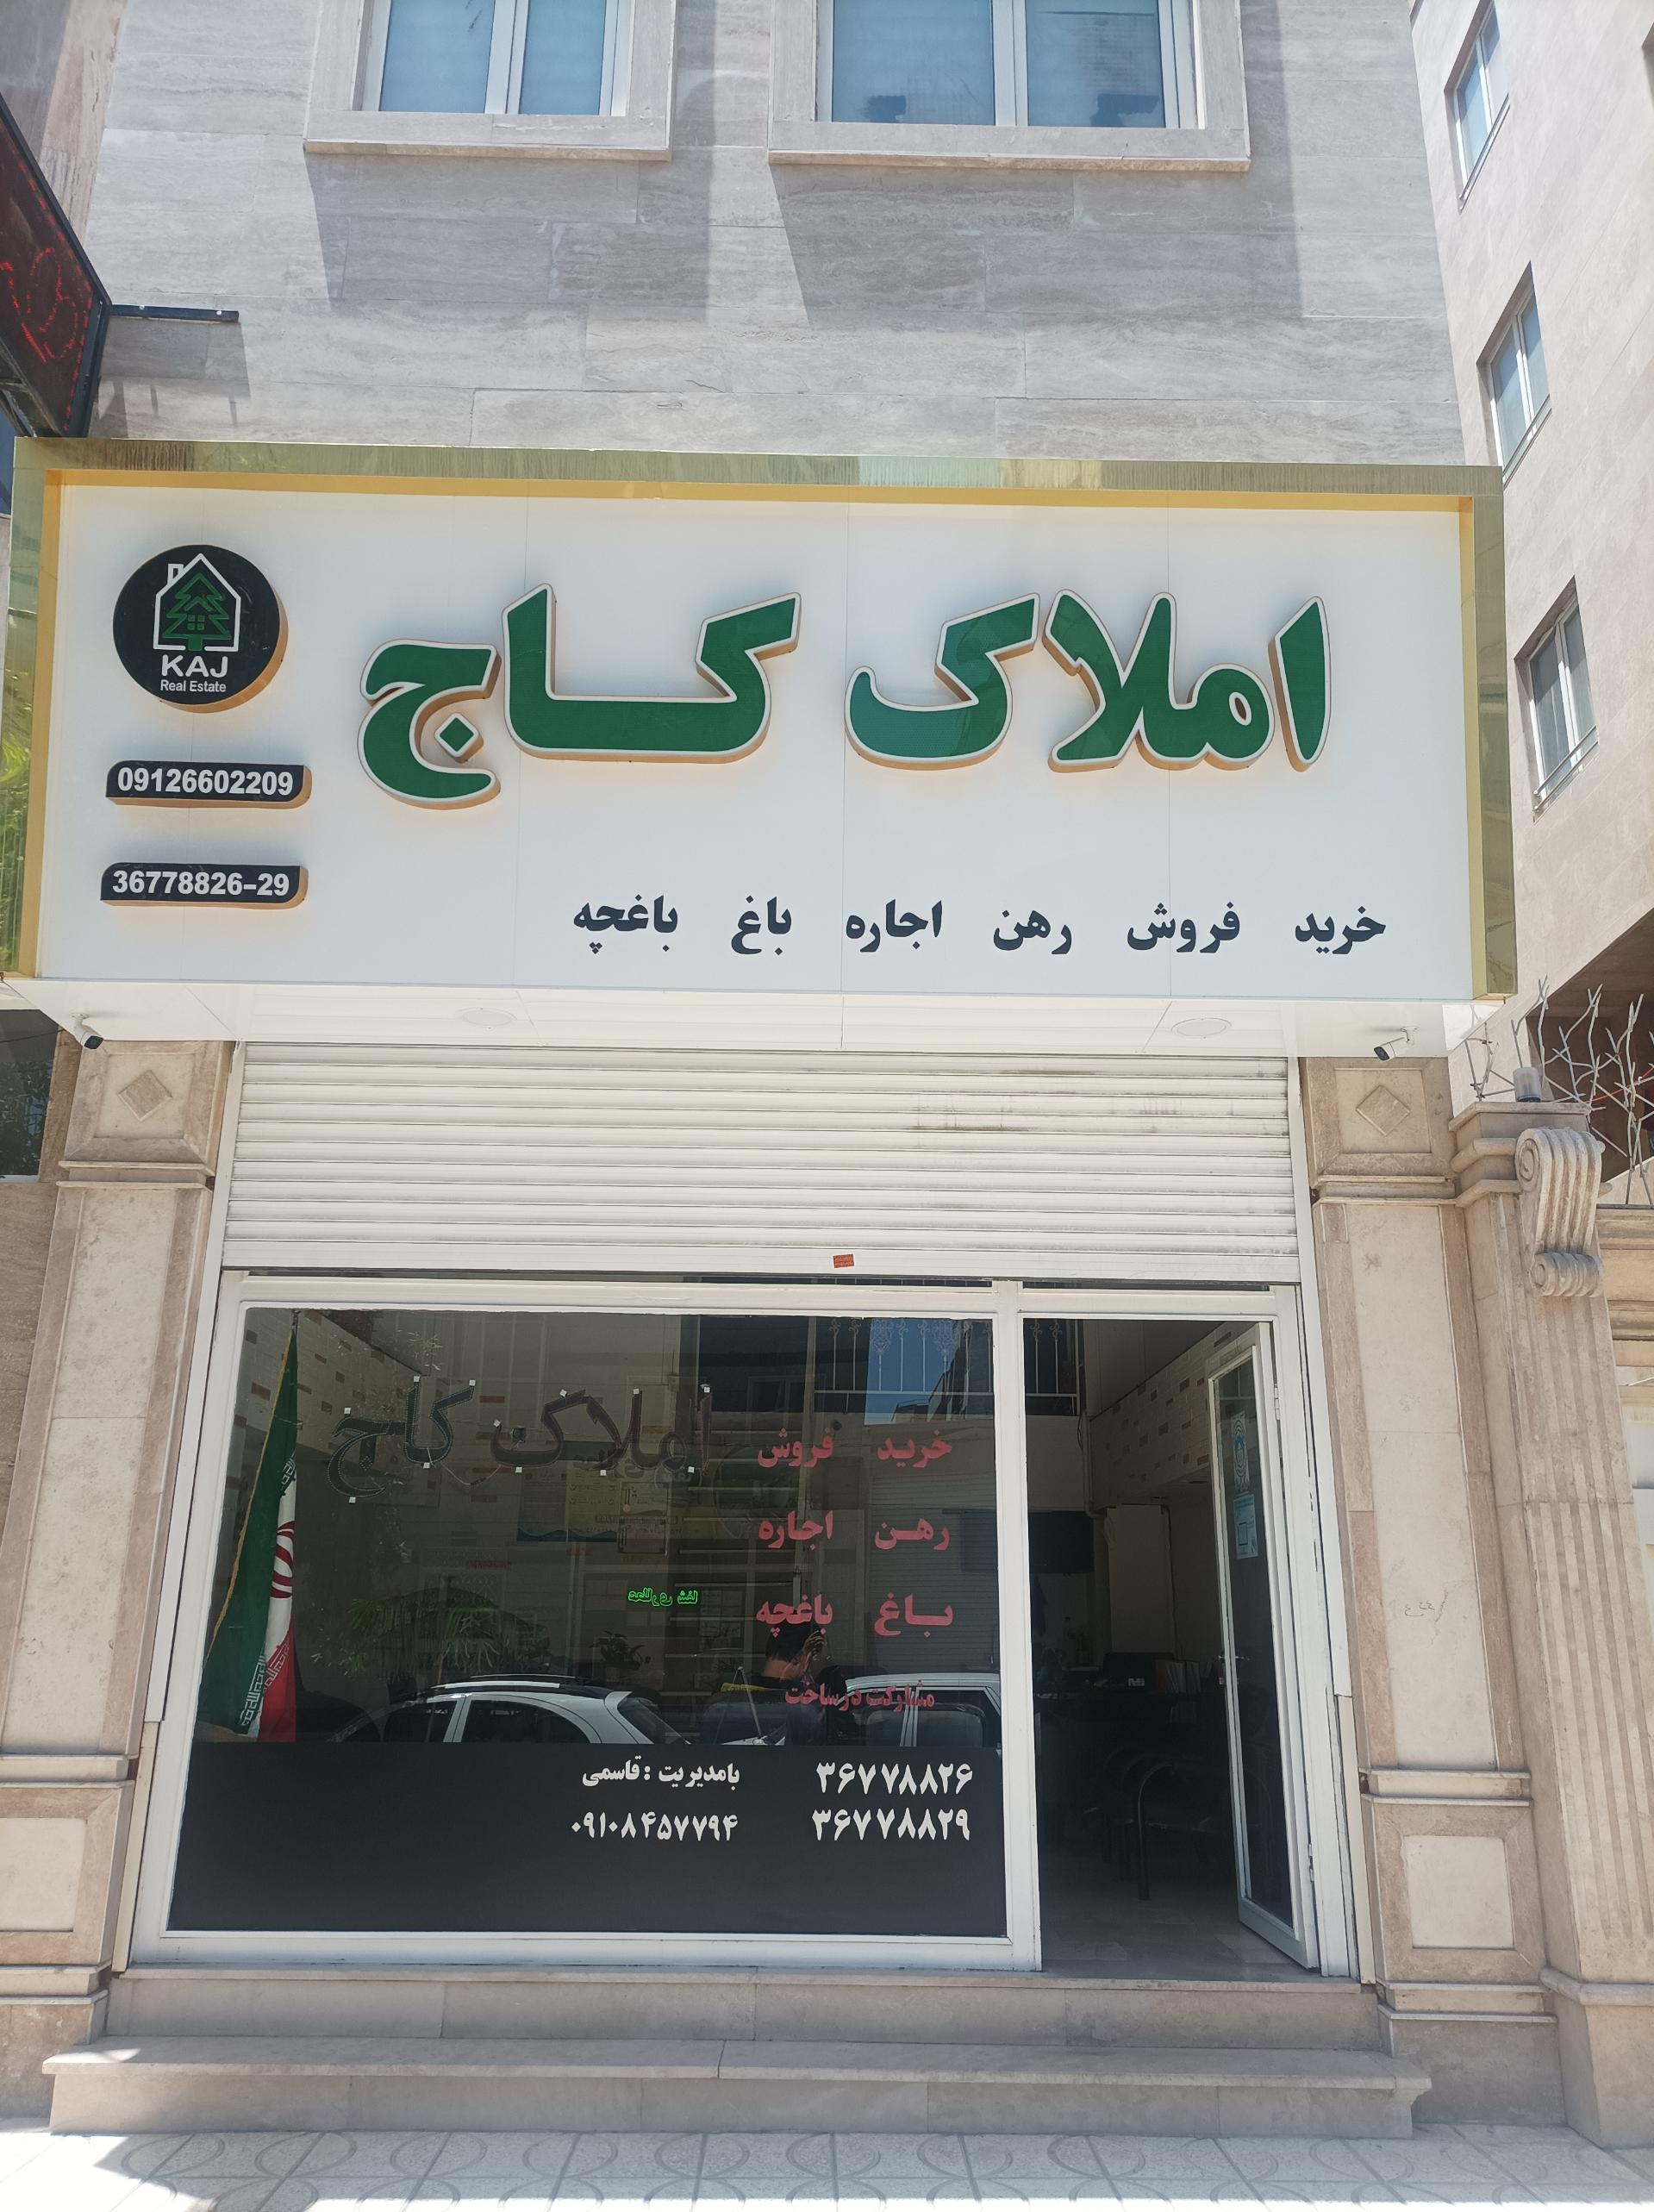 املاک کاج
KAJ
Real Estate
09126602209
36778826-29
خرید فروش رهن اجاره باغ باغچه
املاک کاج
خرید فروش
رهن اجاره
باغ باغچه
مشارکت در ساخت
۳۶۷۷۸۸۲۶
۳۶۷۷۸۸۲۹
بامدیریت : قاسمی
۰۹۱۰۸۴۵۷۷۹۴